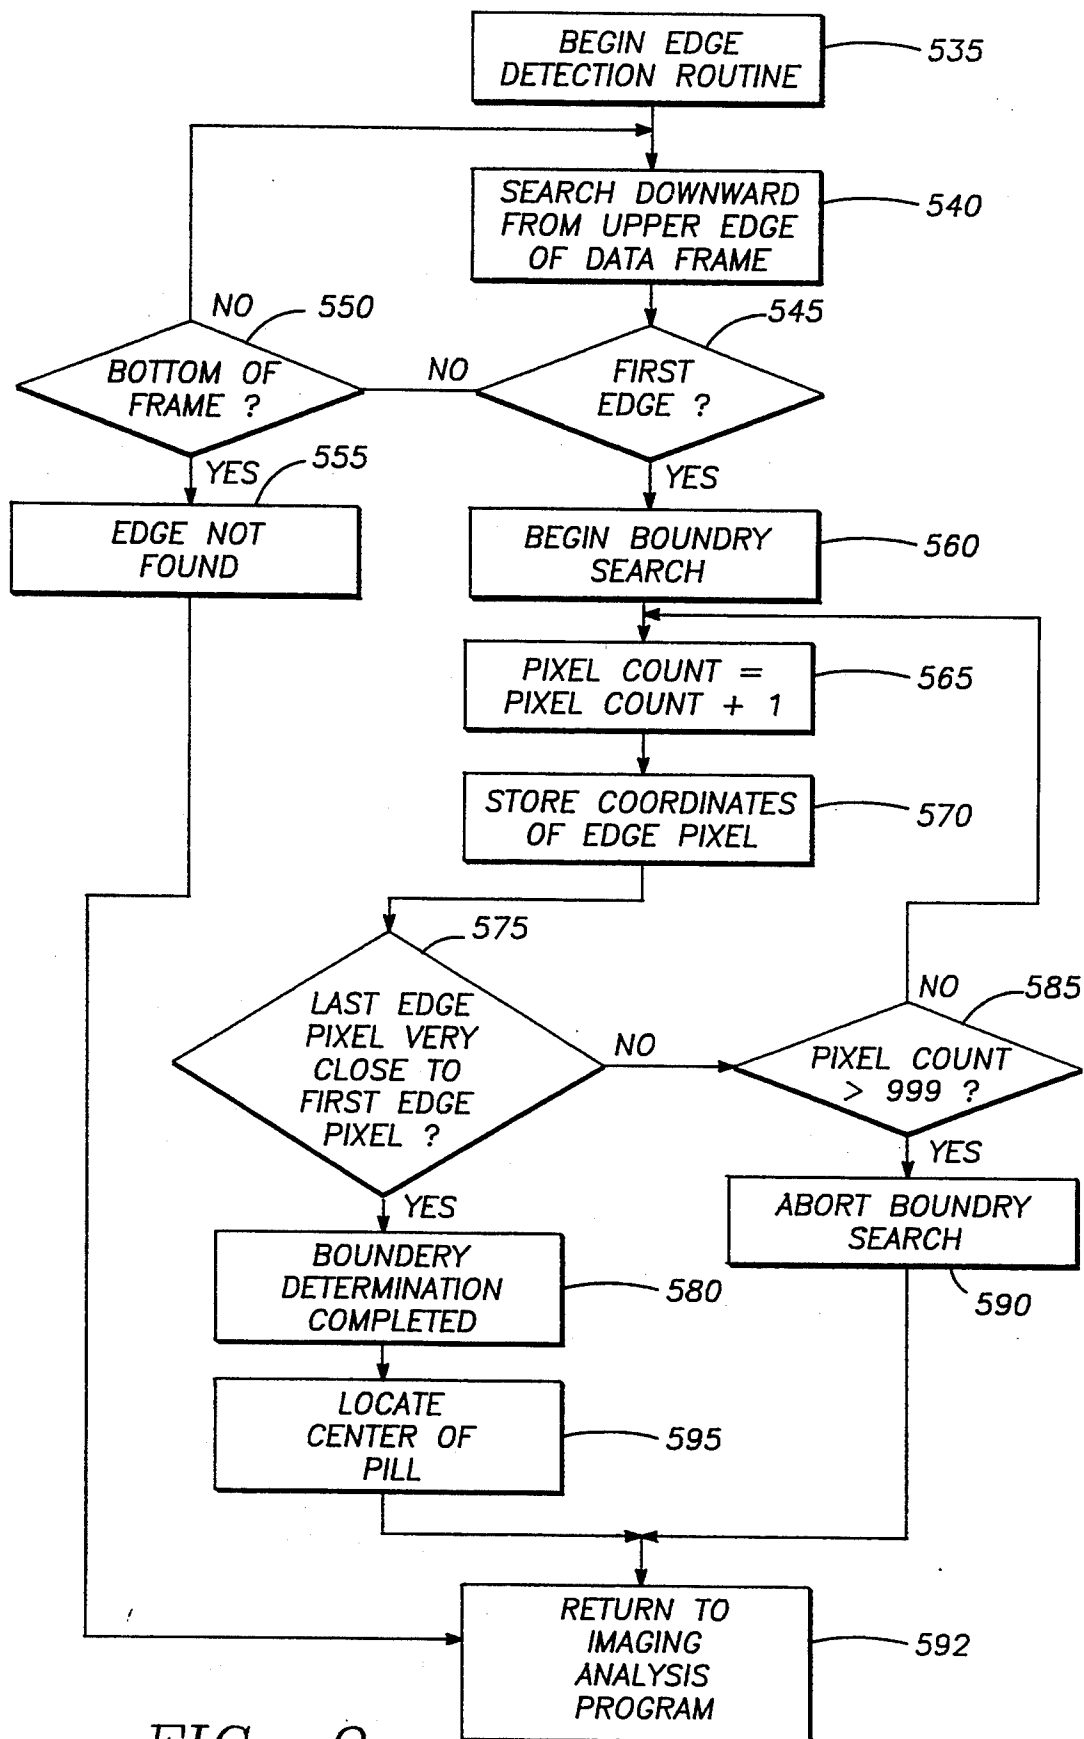 BEGIN EDGE
DETECTION ROUTINE
535
SEARCH DOWNWARD
FROM UPPER EDGE
OF DATA FRAME
540
NO
550
545
BOTTOM OF
FRAME ?
NO
FIRST
EDGE ?
YES
555
YES
EDGE NOT
FOUND
BEGIN BOUNDRY
SEARCH
560
PIXEL COUNT =
PIXEL COUNT + 1
565
STORE COORDINATES
OF EDGE PIXEL
570
575
LAST EDGE
PIXEL VERY
CLOSE TO
FIRST EDGE
PIXEL ?
NO
NO
585
PIXEL COUNT
> 999 ?
YES
YES
BOUNDERY
DETERMINATION
COMPLETED
580
ABORT BOUNDRY
SEARCH
590
LOCATE
CENTER OF
PILL
595
RETURN TO
IMAGING
ANALYSIS
PROGRAM
592
FIG.